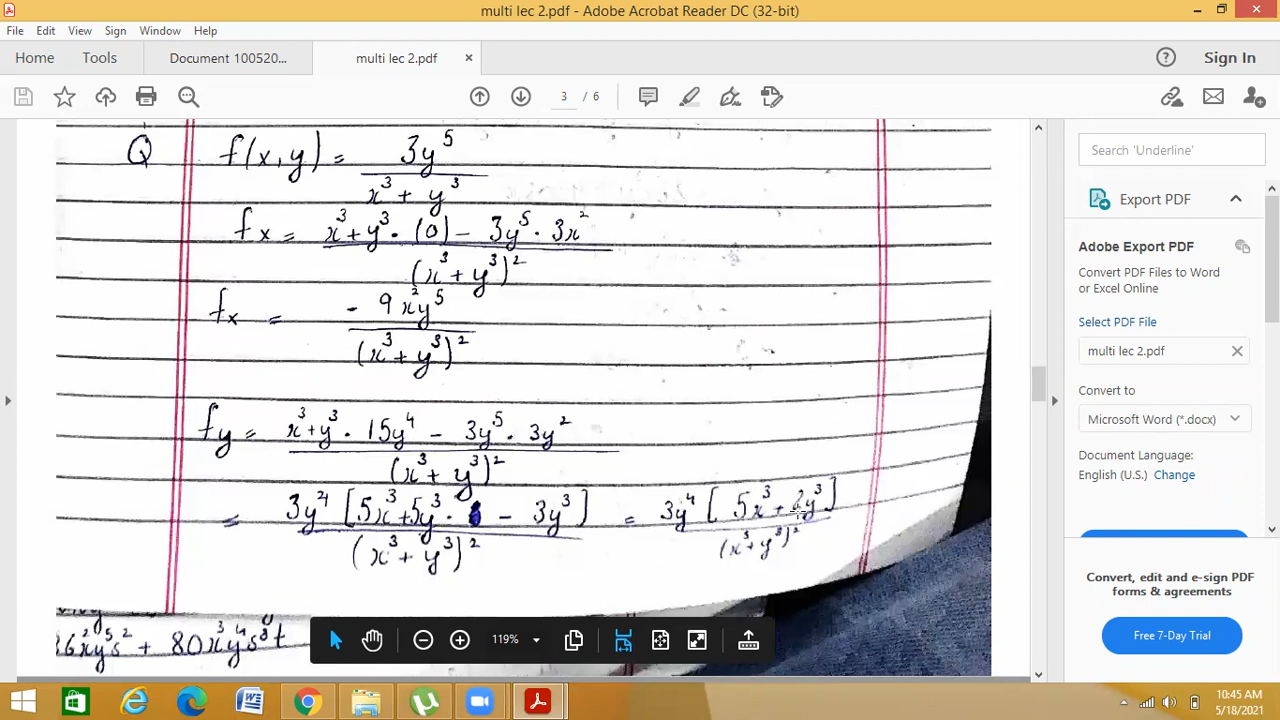 multi lec 2.pdf - Adobe Acrobat Reader DC (32-bit)
File Edit View Sign Window Help
Home Tools Document 100520... multi lec 2.pdf × Sign In
3 / 6
Q f(x,y) = 3y^5 / (x^3 + y^3)
fx = x^3 + y^3 · (0) - 3y^5 · 3x^2 / (x^3 + y^3)^2
fx = - 9x^2y^5 / (x^3 + y^3)^2
fy = x^3 + y^3 · 15y^4 - 3y^5 · 3y^2 / (x^3 + y^3)^2
= 3y^4 [5x^3 + 5y^3 · - 3y^3] / (x^3 + y^3)^2 = 3y^4 [5x^3 + 2y^3] / (x^3 + y^3)^2
119%
Search 'Underline'
Export PDF
Adobe Export PDF
Convert PDF Files to Word
or Excel Online
Select PDF File
multi lec 2.pdf
Convert to
Microsoft Word (*.docx)
Document Language:
English (U.S.) Change
Convert, edit and e-sign PDF
forms & agreements
Free 7-Day Trial
10:45 AM
5/18/2021